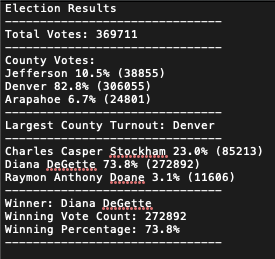 Election Results
-------------------------------
Total Votes: 369711
-------------------------------
County Votes:
Jefferson 10.5% (38855)
Denver 82.8% (306055)
Arapahoe 6.7% (24801)
-------------------------------
Largest County Turnout: Denver
-------------------------------
Charles Casper Stockham 23.0% (85213)
Diana DeGette 73.8% (272892)
Raymon Anthony Doane 3.1% (11606)
-------------------------------
Winner: Diana DeGette
Winning Vote Count: 272892
Winning Percentage: 73.8%
-------------------------------